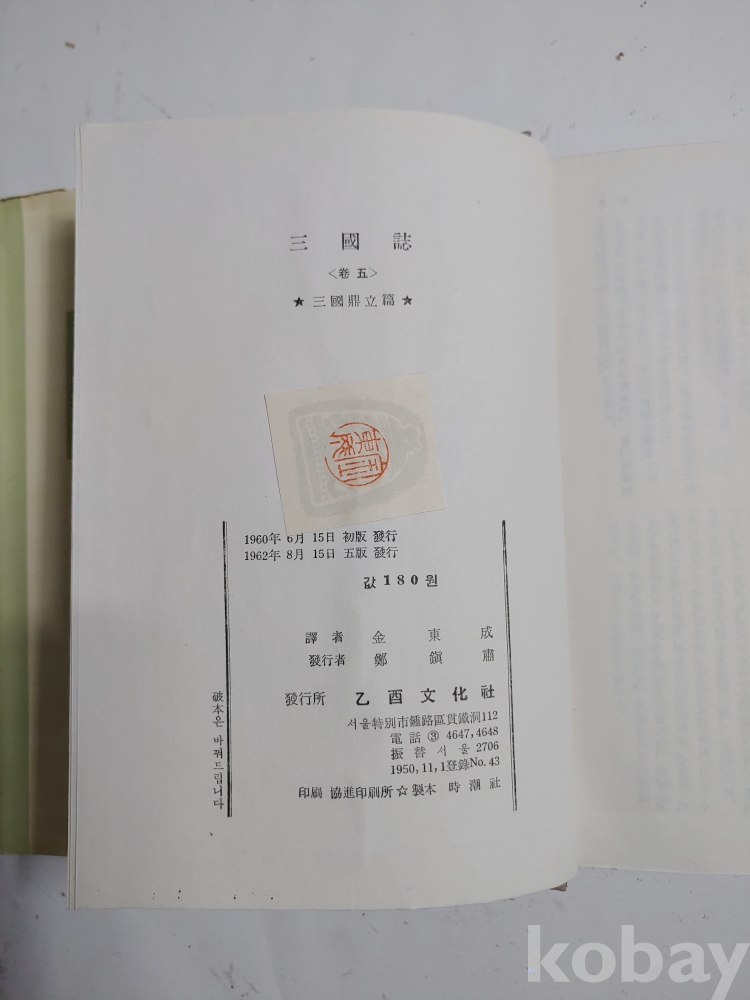 三國誌
<卷五>
★三國鼎立篇★
1960年 6月 15日 初版 發行
1962年 8月 15日 五版 發行
값 180원
譯者 金東成
發行者 鄭鎭肅
發行所 乙酉文化社
서울特別市鍾路區貫鐵洞112
電話 ③ 4647,4648
振替서울 2706
1950,11,1登錄No.43
印刷 協進印刷所☆製本 時潮社
破本은 바꿔드립니다
kobay